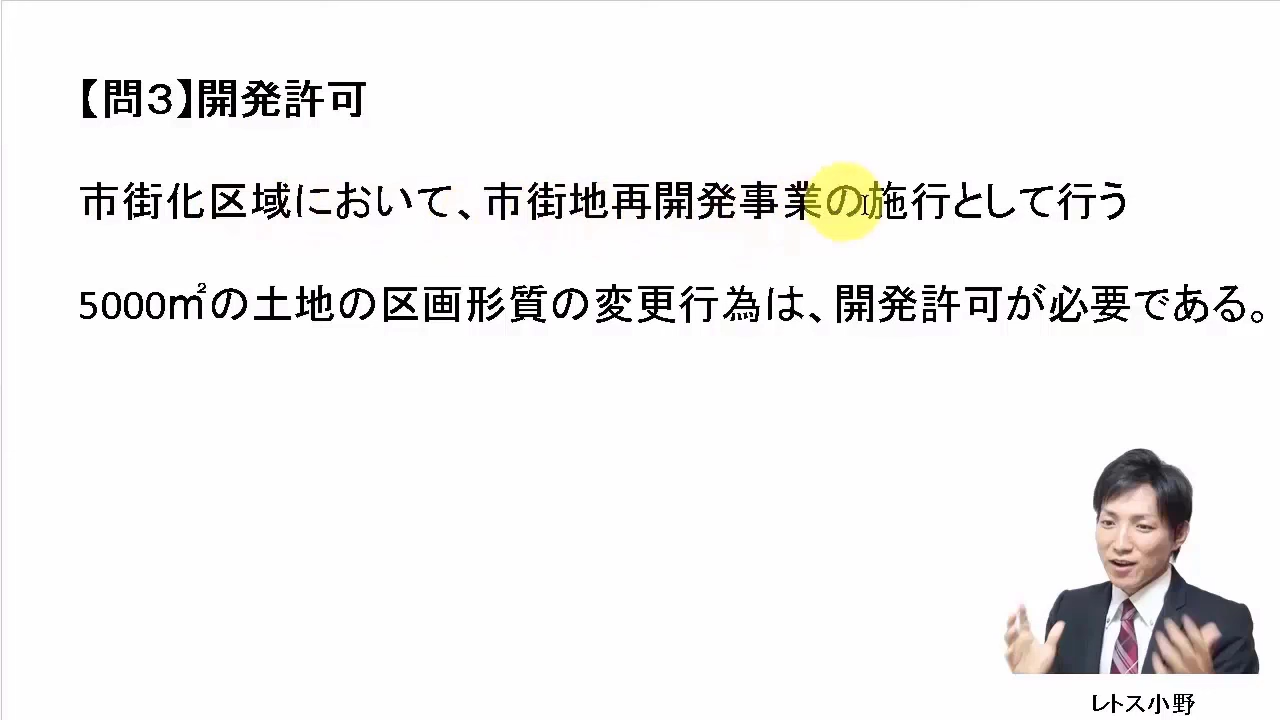 【問３】開発許可
市街化区域において、市街地再開発事業の施行として行う
5000㎡の土地の区画形質の変更行為は、開発許可が必要である。
レトス小野